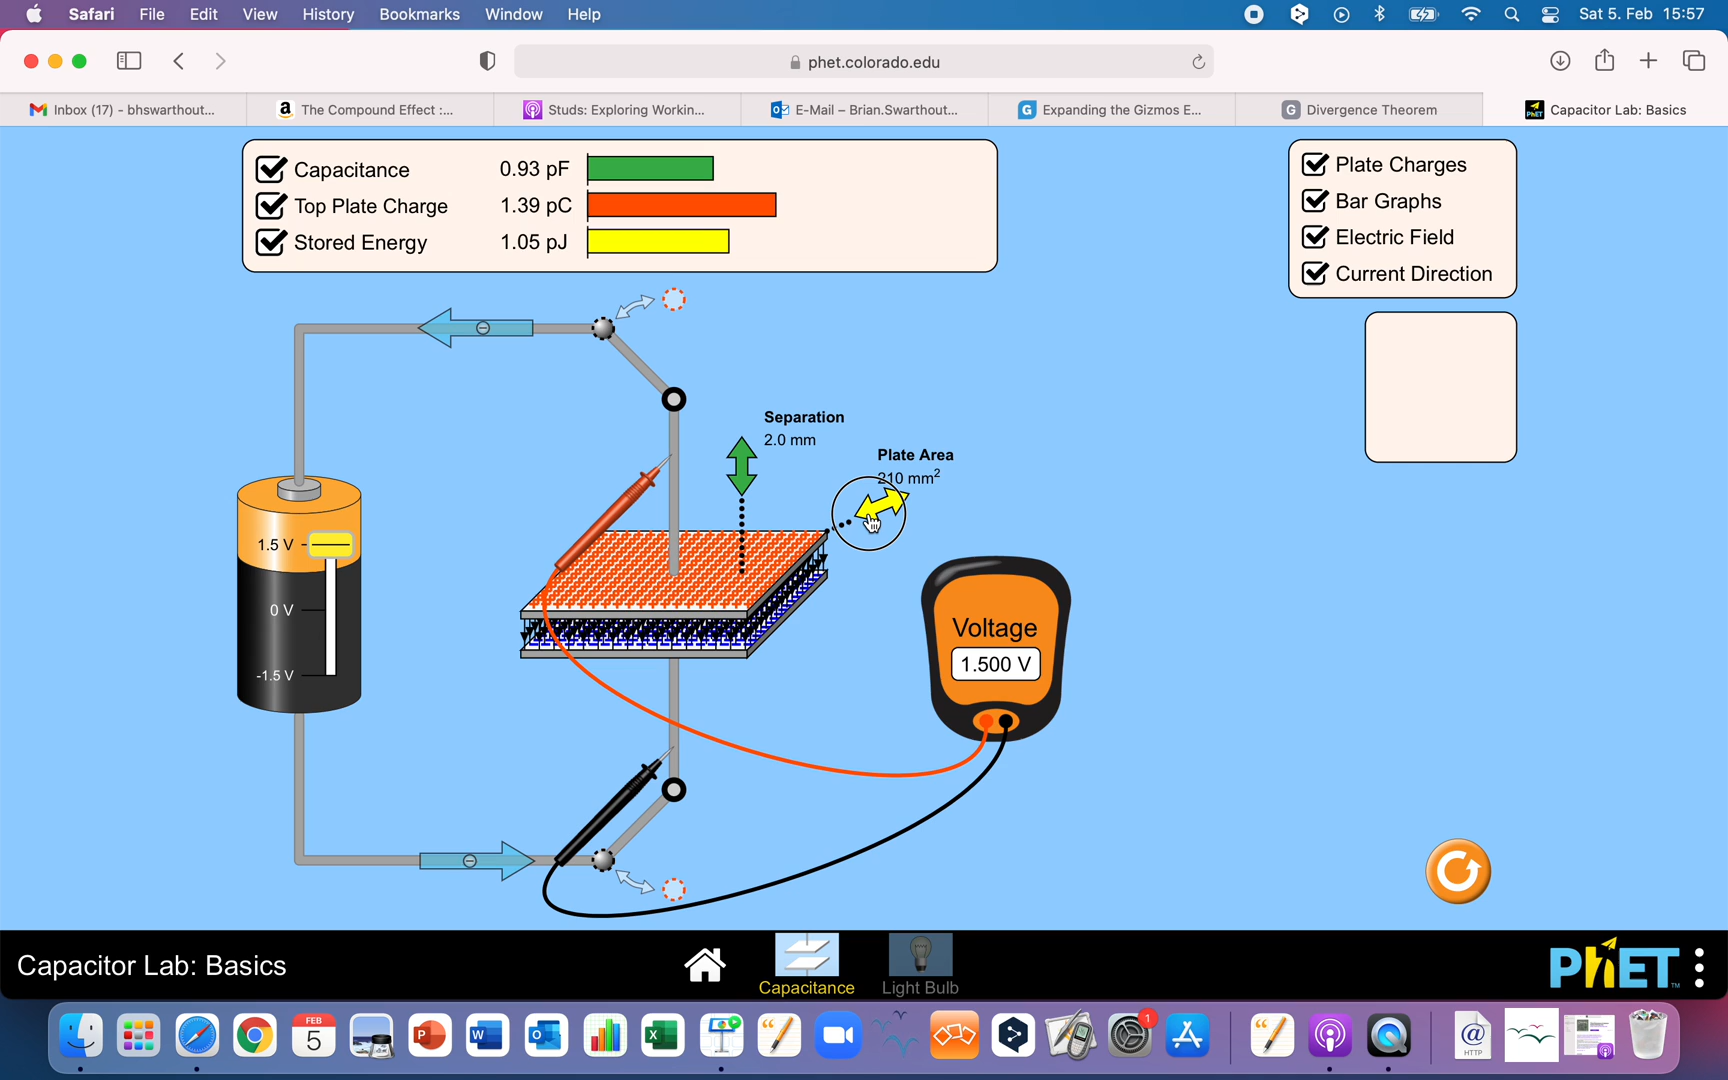 Safari File Edit View History Bookmarks Window Help Sat 5. Feb 15:57
phet.colorado.edu
Inbox (17) - bhswarthout... The Compound Effect :... Studs: Exploring Workin... E-Mail – Brian.Swarthout... Expanding the Gizmos E... Divergence Theorem Capacitor Lab: Basics
Capacitance 0.93 pF
Top Plate Charge 1.39 pC
Stored Energy 1.05 pJ
Plate Charges
Bar Graphs
Electric Field
Current Direction
Separation
2.0 mm
Plate Area
210 mm²
1.5 V
0 V
-1.5 V
Voltage
1.500 V
Capacitor Lab: Basics
Capacitance
Light Bulb
PhET
FEB
5
1
@
HTTP